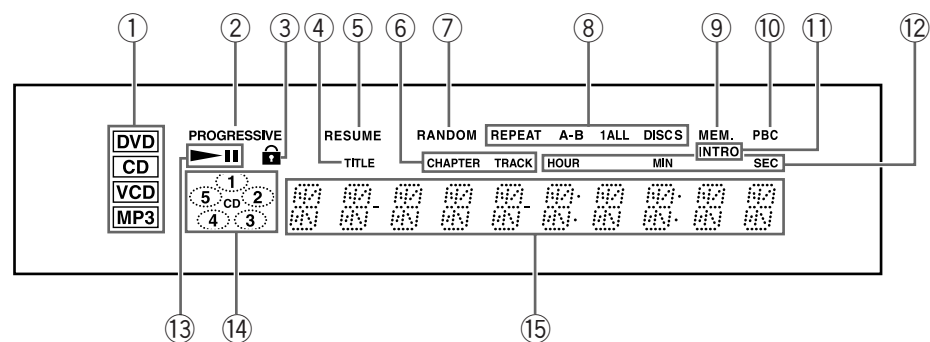 ① ② ③ ④ ⑤ ⑥ ⑦ ⑧ ⑨ ⑩ ⑪ ⑫
DVD PROGRESSIVE RESUME RANDOM REPEAT A-B 1ALL DISCS MEM. PBC
INTRO
CD TITLE CHAPTER TRACK HOUR MIN SEC
VCD
MP3
1
5 CD 2
4 3
⑬ ⑭ ⑮